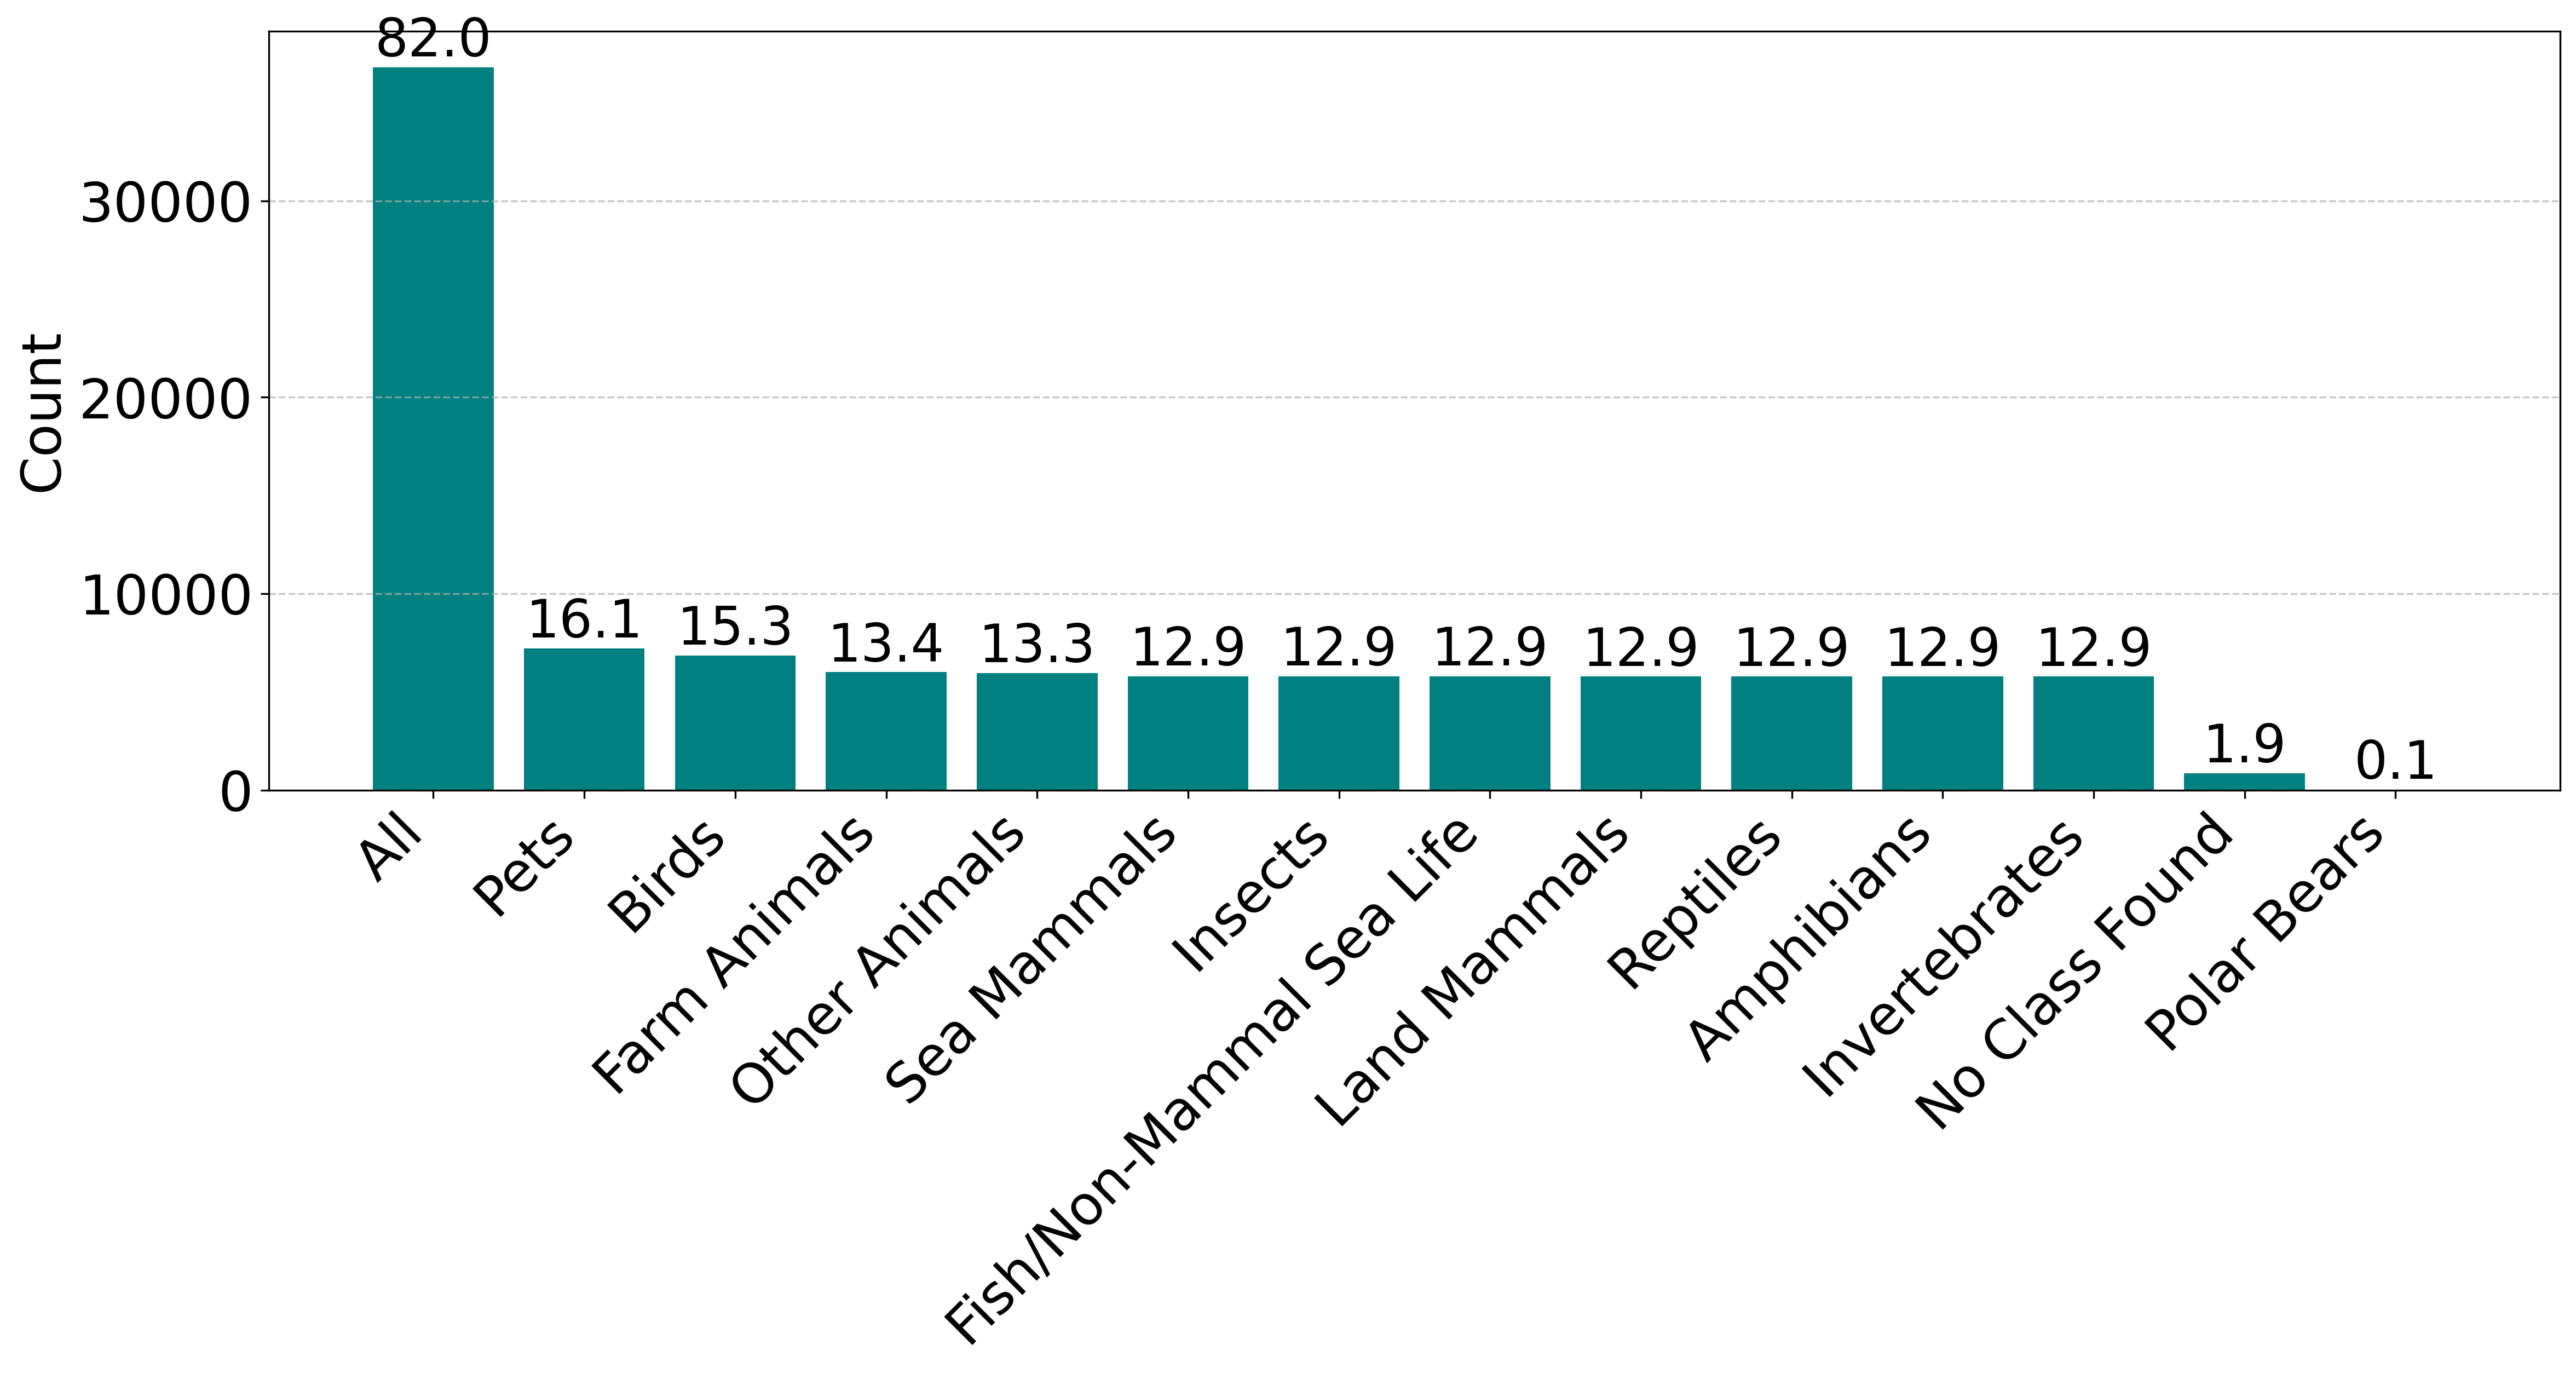 82.0
30000
20000
10000
0
Count
16.1
15.3
13.4
13.3
12.9
12.9
12.9
12.9
12.9
12.9
12.9
1.9
0.1
All
Pets
Birds
Farm Animals
Other Animals
Sea Mammals
Insects
Fish/Non-Mammal Sea Life
Land Mammals
Reptiles
Amphibians
Invertebrates
No Class Found
Polar Bears